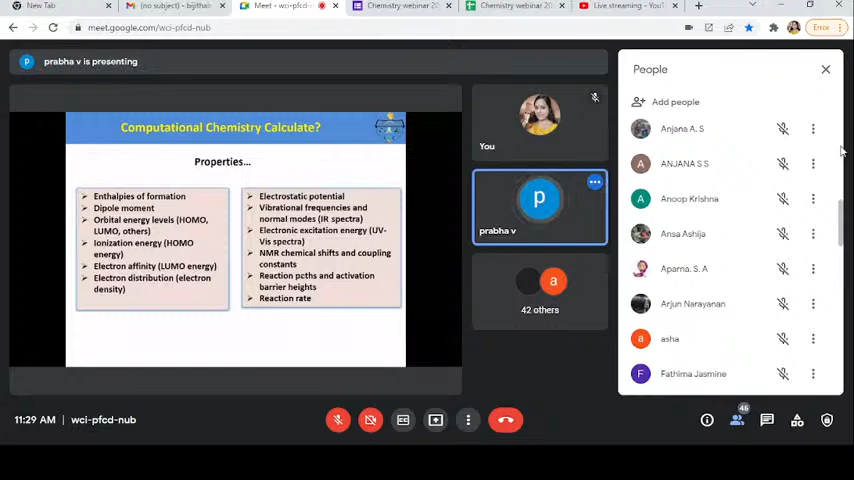 New Tab
(no subject) - bijitha
Meet - wci-pfcd-
Chemistry webinar 20
Chemistry webinar 20
Live streaming - YouT
meet.google.com/wci-pfcd-nub
Error
p prabha v is presenting
Computational Chemistry Calculate?
Properties...
➢ Enthalpies of formation
➢ Dipole moment
➢ Orbital energy levels (HOMO,
LUMO, others)
➢ Ionization energy (HOMO
energy)
➢ Electron affinity (LUMO energy)
➢ Electron distribution (electron
density)
➢ Electrostatic potential
➢ Vibrational frequencies and
normal modes (IR spectra)
➢ Electronic excitation energy (UV-
Vis spectra)
➢ NMR chemical shifts and coupling
constants
➢ Reaction pcths and activation
barrier heights
➢ Reaction rate
You
p
prabha v
a
42 others
People
Add people
Anjana A. S
A ANJANA S S
A Anoop Krishna
Ansa Ashija
Aparna. S. A
Arjun Narayanan
a asha
F Fathima Jasmine
11:29 AM | wci-pfcd-nub
45